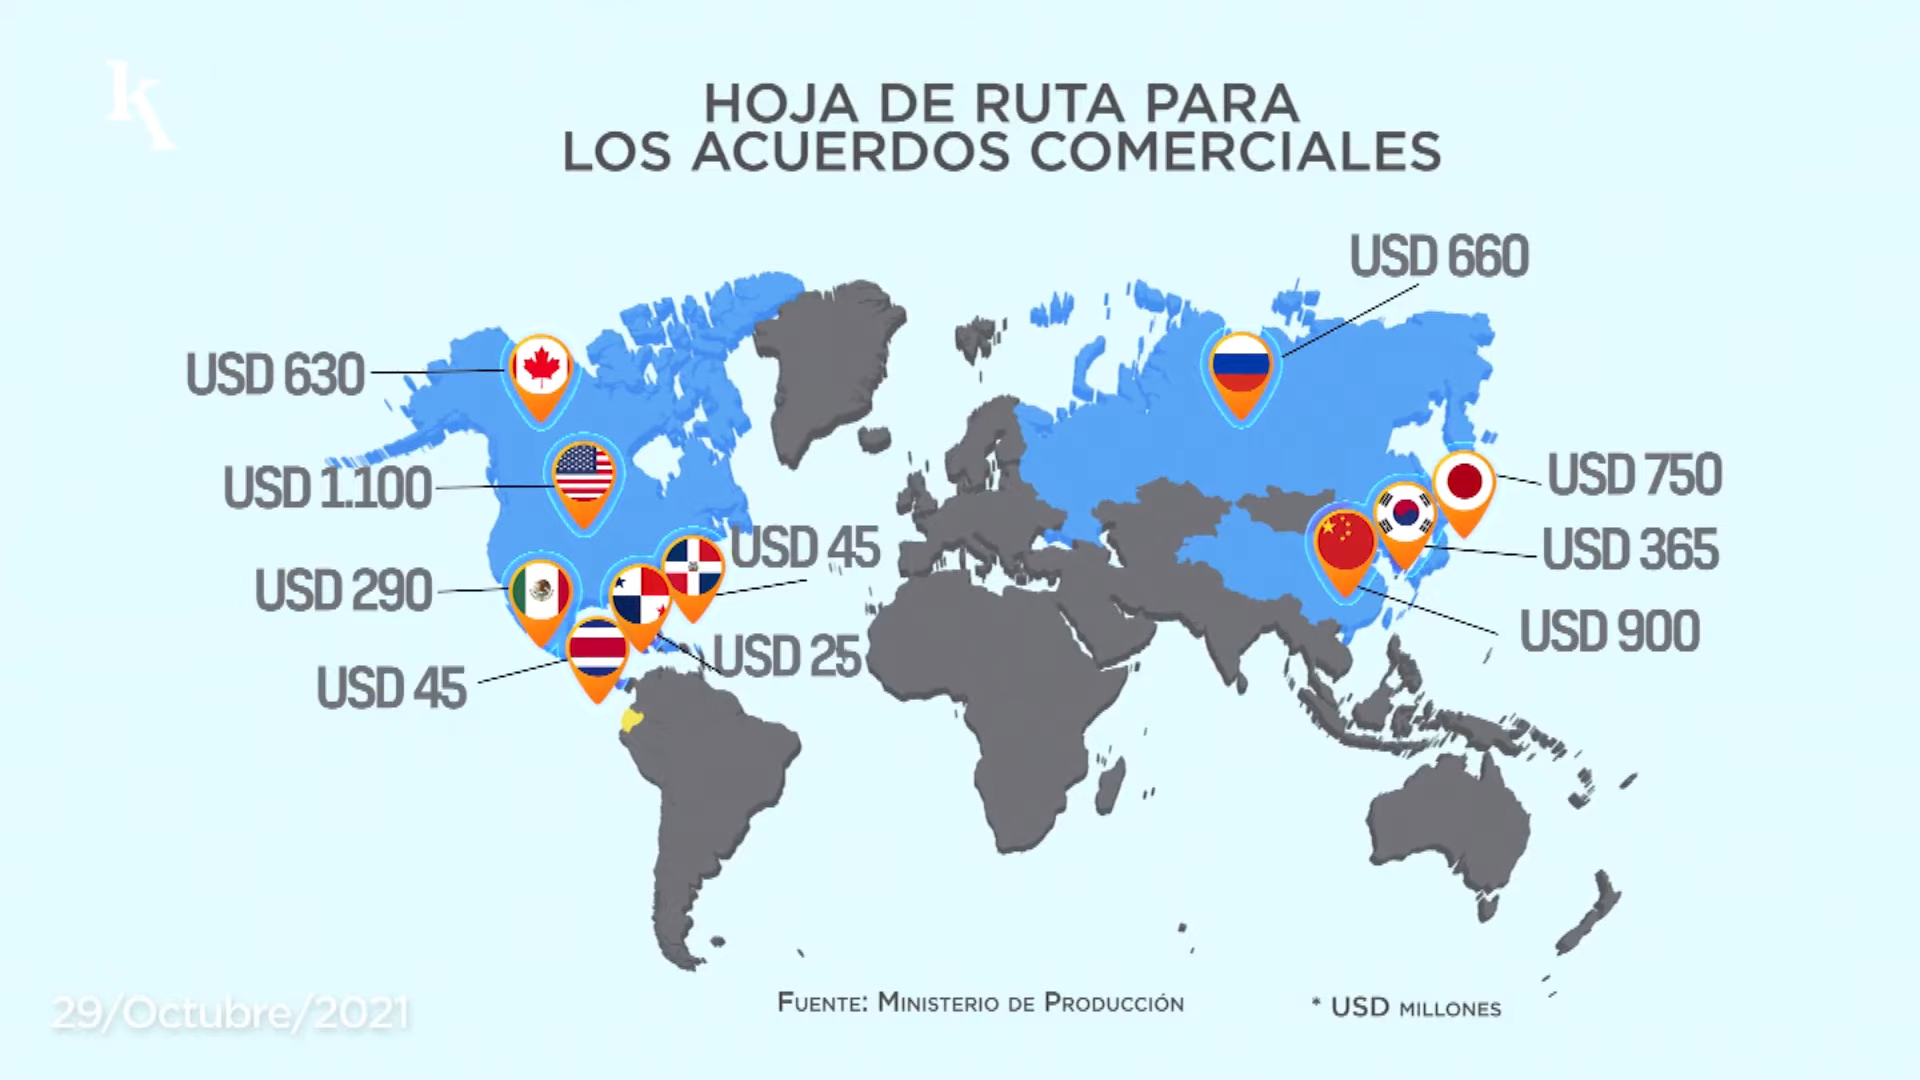 k
HOJA DE RUTA PARA
LOS ACUERDOS COMERCIALES
USD 660
USD 630
USD 1.100
USD 750
USD 45
USD 365
USD 290
USD 900
USD 25
USD 45
FUENTE: MINISTERIO DE PRODUCCIÓN
* USD MILLONES
29/Octubre/2021